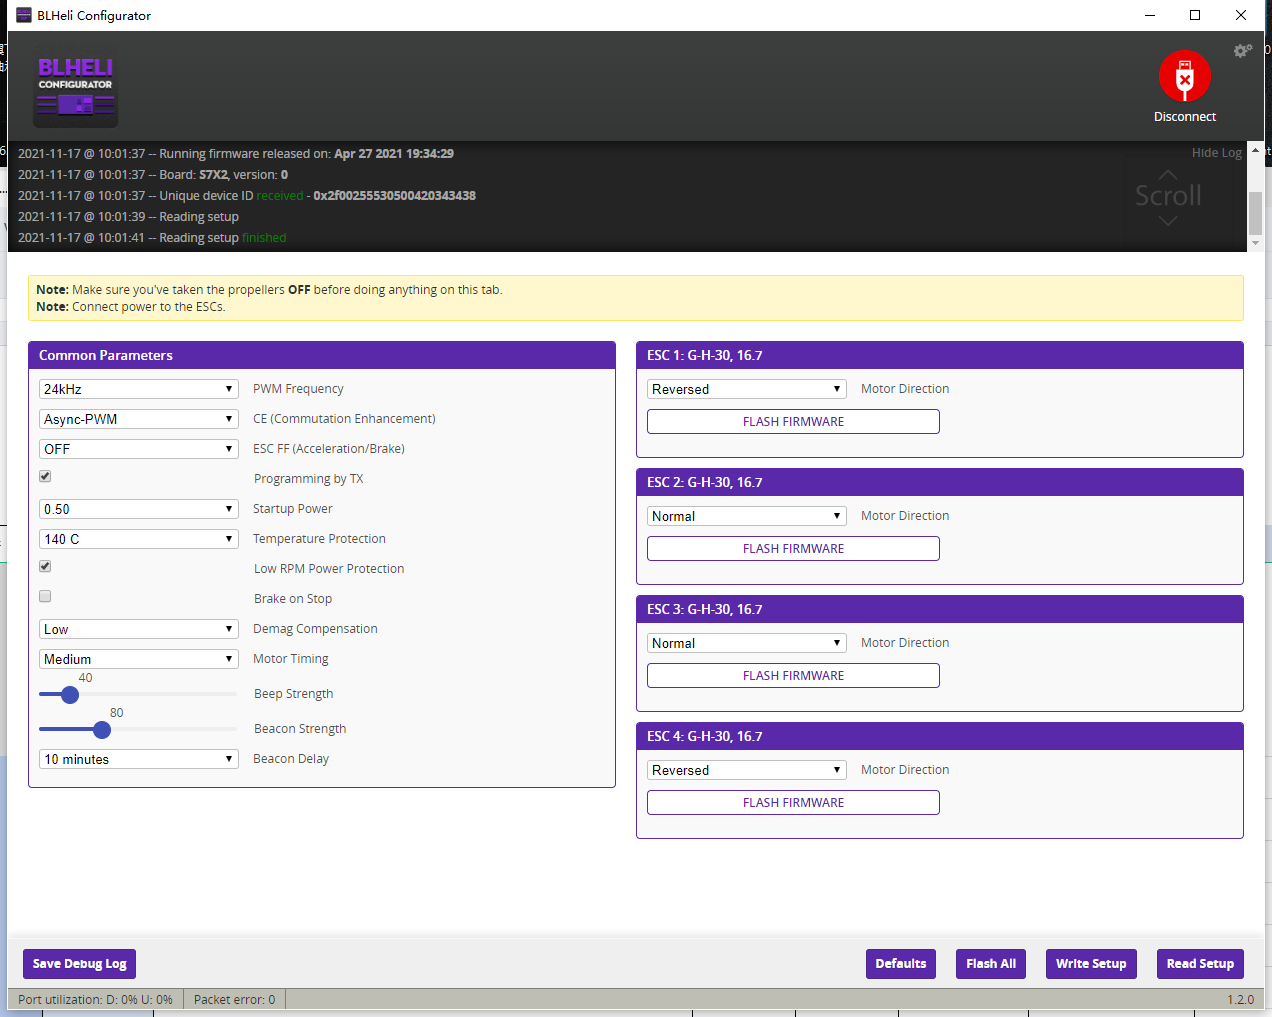 BLHeli Configurator
BLHELI
CONFIGURATOR
Disconnect
2021-11-17 @ 10:01:37 -- Running firmware released on: Apr 27 2021 19:34:29
Hide Log
2021-11-17 @ 10:01:37 -- Board: S7X2, version: 0
2021-11-17 @ 10:01:37 -- Unique device ID received - 0x2f00255530500420343438
Scroll
2021-11-17 @ 10:01:39 -- Reading setup
2021-11-17 @ 10:01:41 -- Reading setup finished
Note: Make sure you've taken the propellers OFF before doing anything on this tab.
Note: Connect power to the ESCs.
Common Parameters
24kHz PWM Frequency
Async-PWM CE (Commutation Enhancement)
OFF ESC FF (Acceleration/Brake)
Programming by TX
0.50 Startup Power
140 C Temperature Protection
Low RPM Power Protection
Brake on Stop
Low Demag Compensation
Medium Motor Timing
40
Beep Strength
80
Beacon Strength
10 minutes Beacon Delay
ESC 1: G-H-30, 16.7
Reversed Motor Direction
FLASH FIRMWARE
ESC 2: G-H-30, 16.7
Normal Motor Direction
FLASH FIRMWARE
ESC 3: G-H-30, 16.7
Normal Motor Direction
FLASH FIRMWARE
ESC 4: G-H-30, 16.7
Reversed Motor Direction
FLASH FIRMWARE
Save Debug Log
Defaults
Flash All
Write Setup
Read Setup
Port utilization: D: 0% U: 0%
Packet error: 0
1.2.0